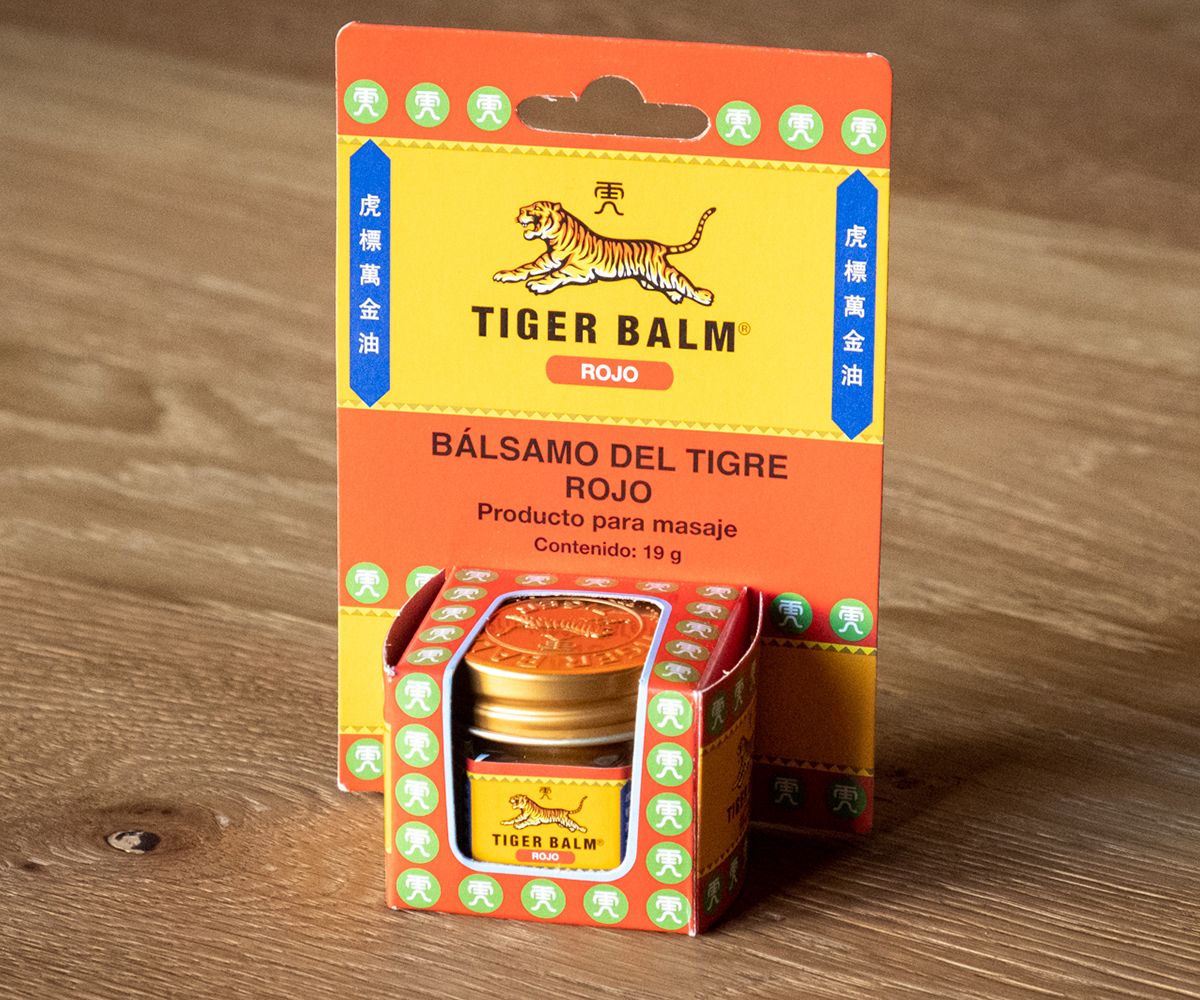 虎標萬金油
虎標萬金油
TIGER BALM®
ROJO
BÁLSAMO DEL TIGRE
ROJO
Producto para masaje
Contenido: 19 g
TIGER BALM®
ROJO